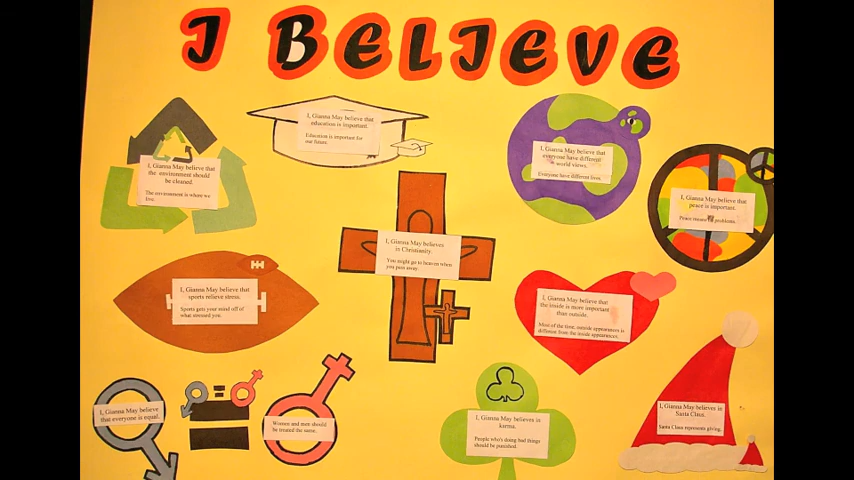 I BELIEVE
I, Gianna May believe that
education is important.
Education is important for
our future.
I, Gianna May believe that
the environment should
be cleaned.
The environment is where we
live.
I, Gianna May believe that
everyone have different
world views.
Everyone have different lives.
I, Gianna May believe that
peace is important.
Peace means problems.
I, Gianna May believes
in Christianity.
You might go to heaven when
you pass away.
I, Gianna May believe that
sports relieve stress.
Sports gets your mind off of
what stressed you.
I, Gianna May believe that
the inside is more important
than outside.
Most of the time, outside appearances is
different from the inside appearances.
I, Gianna May believe
that everyone is equal.
Women and men should
be treated the same.
I, Gianna May believes in
karma.
People who's doing bad things
should be punished.
I, Gianna May believes in
Santa Claus.
Santa Claus represents giving.